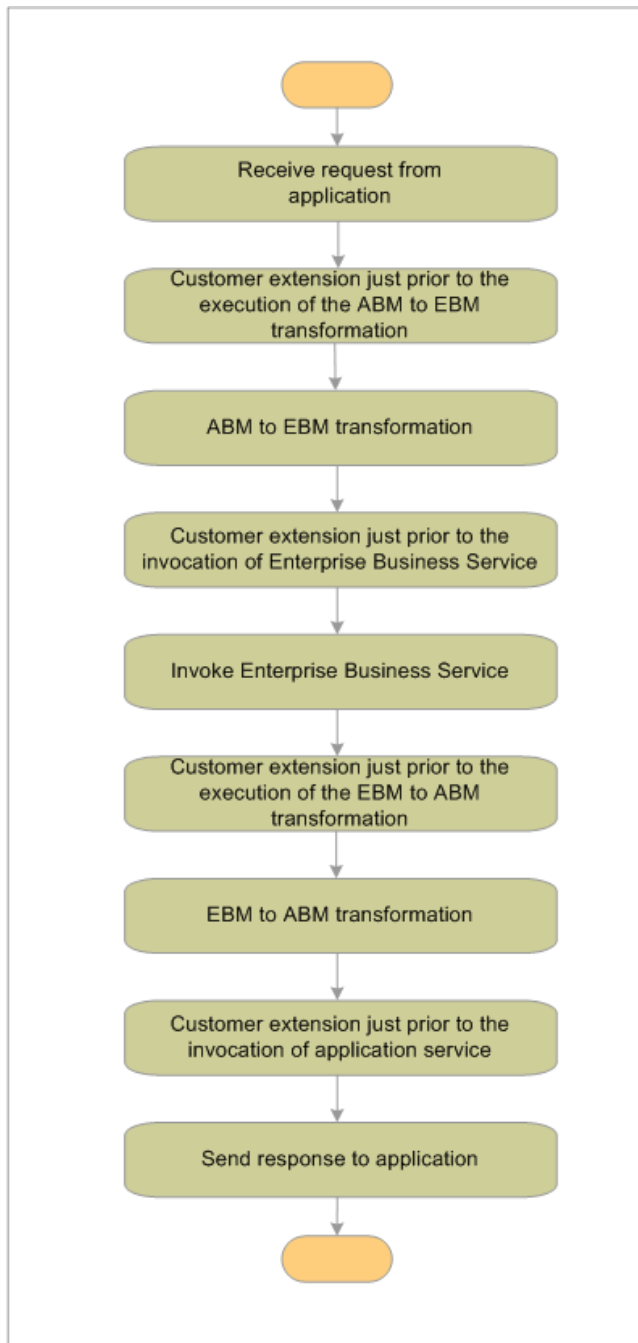 Receive request from
application
Customer extension just prior to the
execution of the ABM to EBM
transformation
ABM to EBM transformation
Customer extension just prior to the
invocation of Enterprise Business Service
Invoke Enterprise Business Service
Customer extension just prior to the
execution of the EBM to ABM
transformation
EBM to ABM transformation
Customer extension just prior to the
invocation of application service
Send response to application